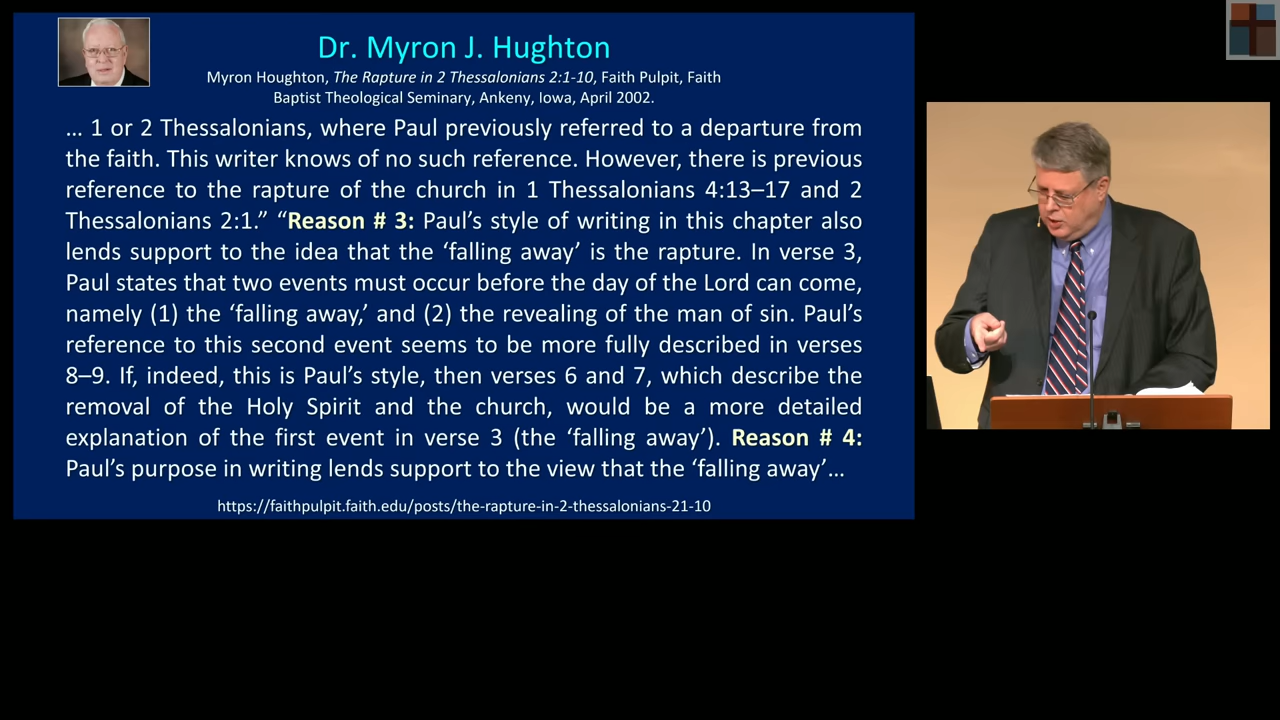 Dr. Myron J. Hughton
Myron Houghton, The Rapture in 2 Thessalonians 2:1-10, Faith Pulpit, Faith
Baptist Theological Seminary, Ankeny, Iowa, April 2002.
… 1 or 2 Thessalonians, where Paul previously referred to a departure from
the faith. This writer knows of no such reference. However, there is previous
reference to the rapture of the church in 1 Thessalonians 4:13–17 and 2
Thessalonians 2:1.” “Reason # 3: Paul’s style of writing in this chapter also
lends support to the idea that the ‘falling away’ is the rapture. In verse 3,
Paul states that two events must occur before the day of the Lord can come,
namely (1) the ‘falling away,’ and (2) the revealing of the man of sin. Paul’s
reference to this second event seems to be more fully described in verses
8–9. If, indeed, this is Paul’s style, then verses 6 and 7, which describe the
removal of the Holy Spirit and the church, would be a more detailed
explanation of the first event in verse 3 (the ‘falling away’). Reason # 4:
Paul’s purpose in writing lends support to the view that the ‘falling away’…
https://faithpulpit.faith.edu/posts/the-rapture-in-2-thessalonians-21-10